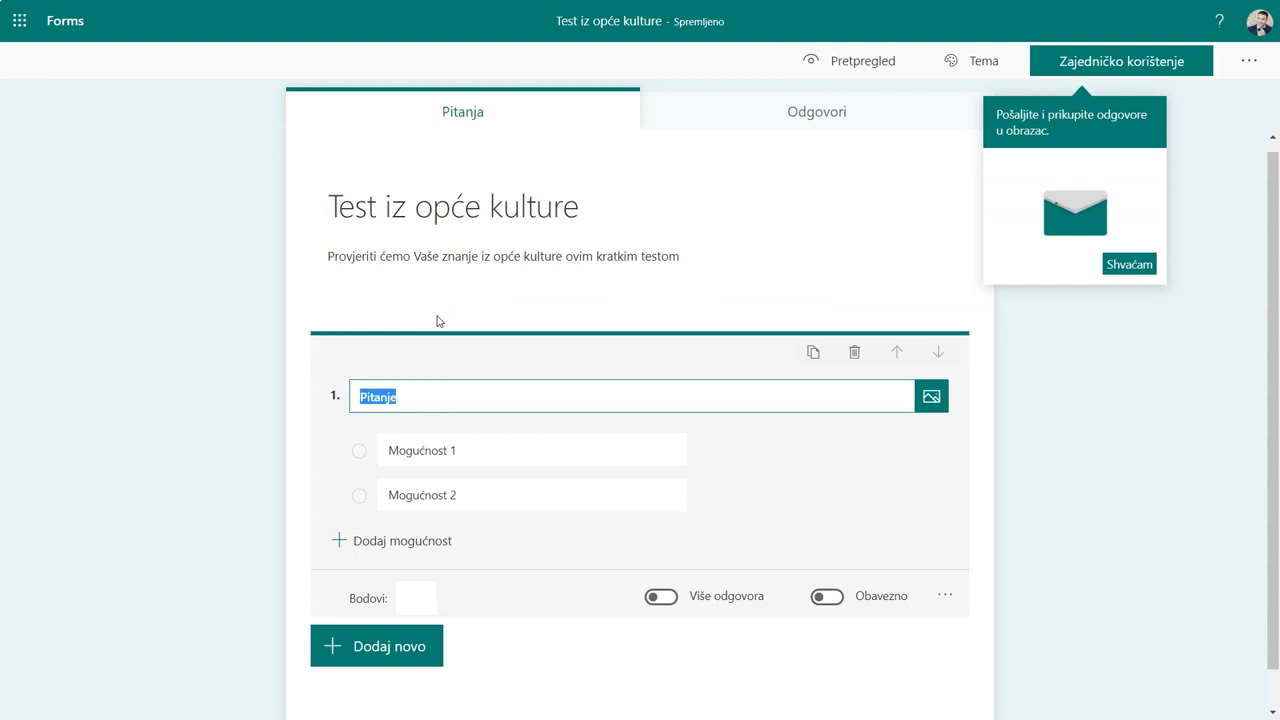 Forms
Test iz opće kulture - Spremljeno
?
Pretpregled
Tema
Zajedničko korištenje
Pitanja
Odgovori
Pošaljite i prikupite odgovore
u obrazac.
Shvaćam
Test iz opće kulture
Provjeriti ćemo Vaše znanje iz opće kulture ovim kratkim testom
1. Pitanje
Mogućnost 1
Mogućnost 2
Dodaj mogućnost
Bodovi:
Više odgovora
Obavezno
Dodaj novo